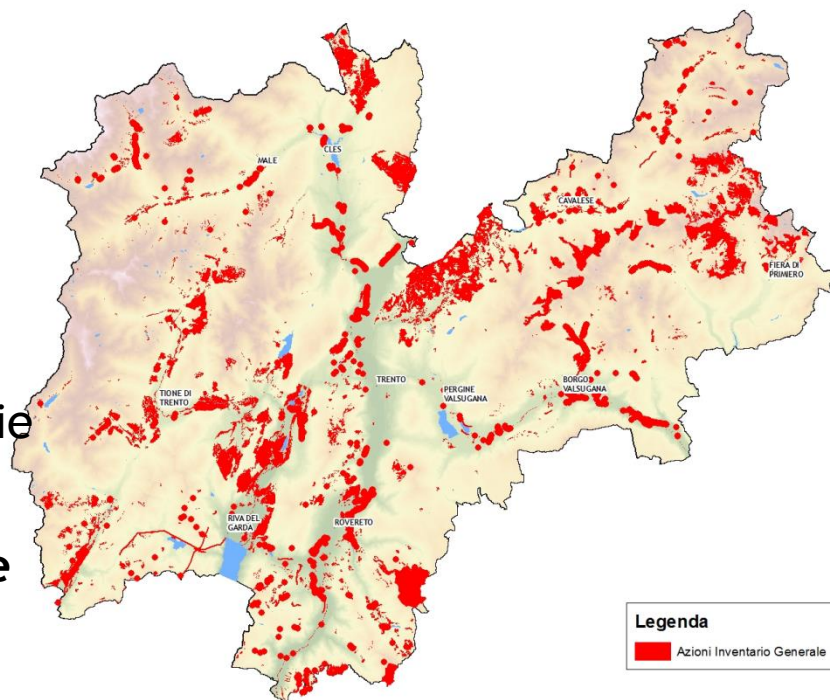 MALE
CLES
CAVALESE
FIERA DI
PRIMIERO
TIONE DI
TRENTO
TRENTO
PERGINE
VALSUGANA
BORGO
VALSUGANA
RIVA DEL
GARDA
ROVERETO
ie
e
Legenda
Azioni Inventario Generale